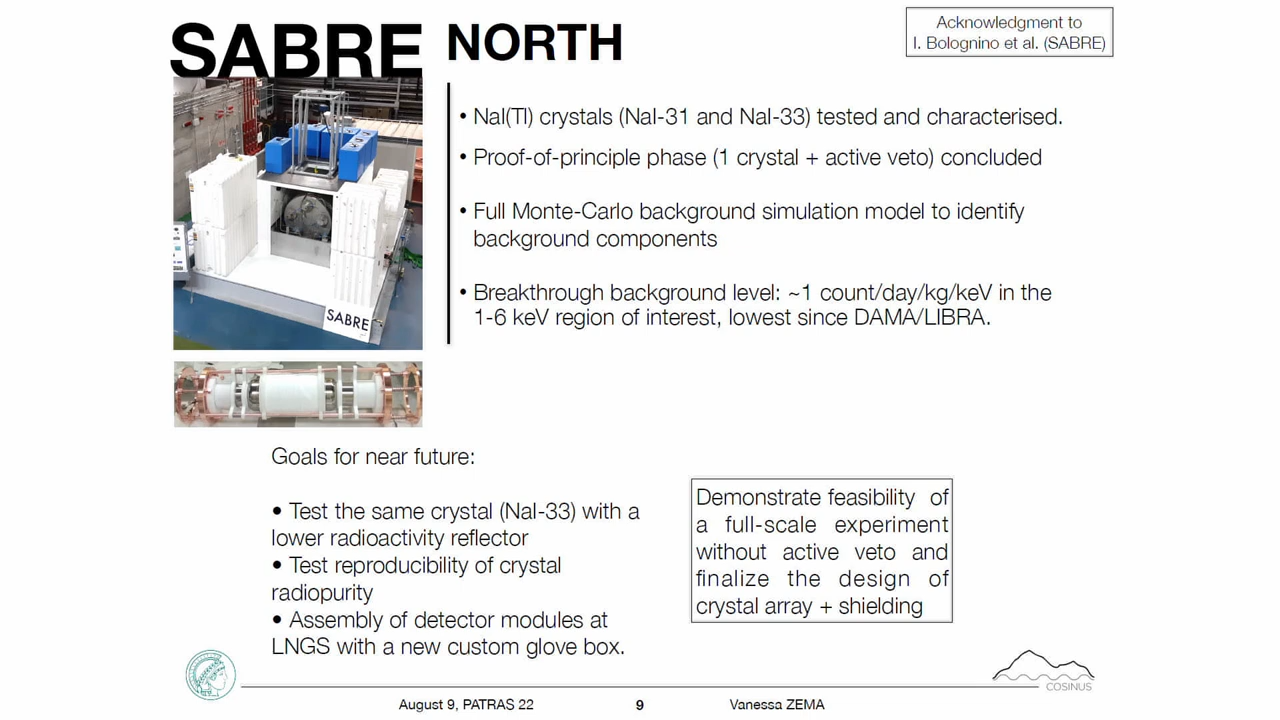 SABRE NORTH
Acknowledgment to
I. Bolognino et al. (SABRE)
• NaI(Tl) crystals (NaI-31 and NaI-33) tested and characterised.
• Proof-of-principle phase (1 crystal + active veto) concluded
• Full Monte-Carlo background simulation model to identify
background components
• Breakthrough background level: ~1 count/day/kg/keV in the
1-6 keV region of interest, lowest since DAMA/LIBRA.
SABRE
Goals for near future:
• Test the same crystal (NaI-33) with a
lower radioactivity reflector
• Test reproducibility of crystal
radiopurity
• Assembly of detector modules at
LNGS with a new custom glove box.
Demonstrate feasibility of
a full-scale experiment
without active veto and
finalize the design of
crystal array + shielding
COSINUS
August 9, PATRAS 22
9
Vanessa ZEMA